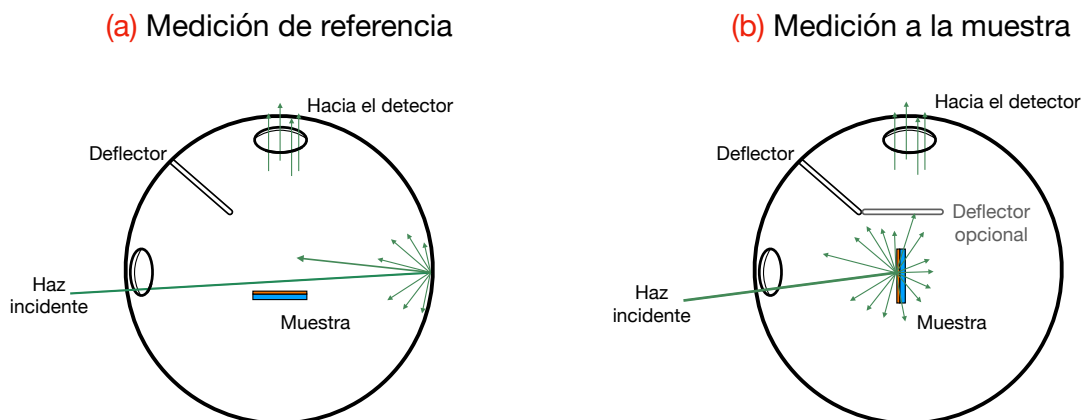 (a) Medición de referencia
Hacia el detector
Deflector
Haz
incidente
Muestra
(b) Medición a la muestra
Hacia el detector
Deflector
Deflector
opcional
Haz
incidente
Muestra